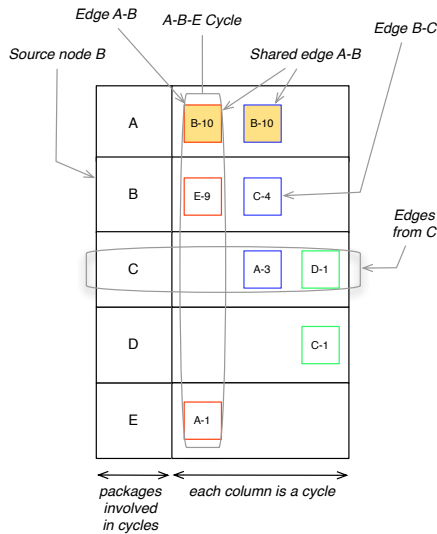 Edge A-B
A-B-E Cycle
Edge B-C
Source node B
Shared edge A-B
A
B-10
B-10
B
E-9
C-4
Edges
from C
C
A-3
D-1
D
C-1
E
A-1
packages
involved
in cycles
each column is a cycle